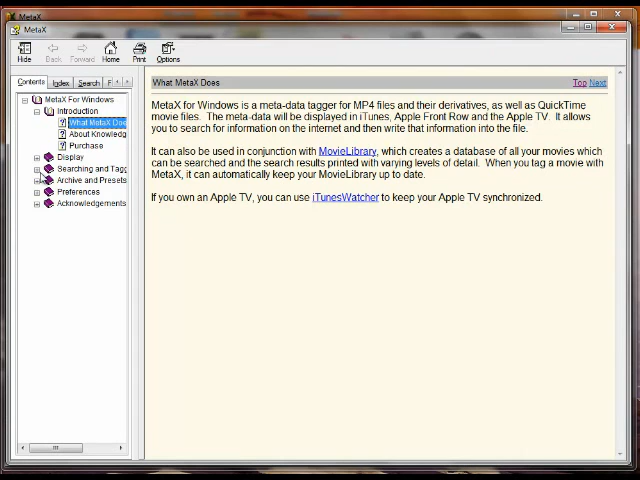 MetaX
MetaX
Hide
Back
Forward
Home
Print
Options
Contents
Index
Search
F
What MetaX Does
Top Next
MetaX For Windows
Introduction
What MetaX Doe
About Knowledg
Purchase
Display
Searching and Tagg
Archive and Presets
Preferences
Acknowledgements
MetaX for Windows is a meta-data tagger for MP4 files and their derivatives, as well as QuickTime
movie files. The meta-data will be displayed in iTunes, Apple Front Row and the Apple TV. It allows
you to search for information on the internet and then write that information into the file.
It can also be used in conjunction with MovieLibrary, which creates a database of all your movies which
can be searched and the search results printed with varying levels of detail. When you tag a movie with
MetaX, it can automatically keep your MovieLibrary up to date.
If you own an Apple TV, you can use iTunesWatcher to keep your Apple TV synchronized.